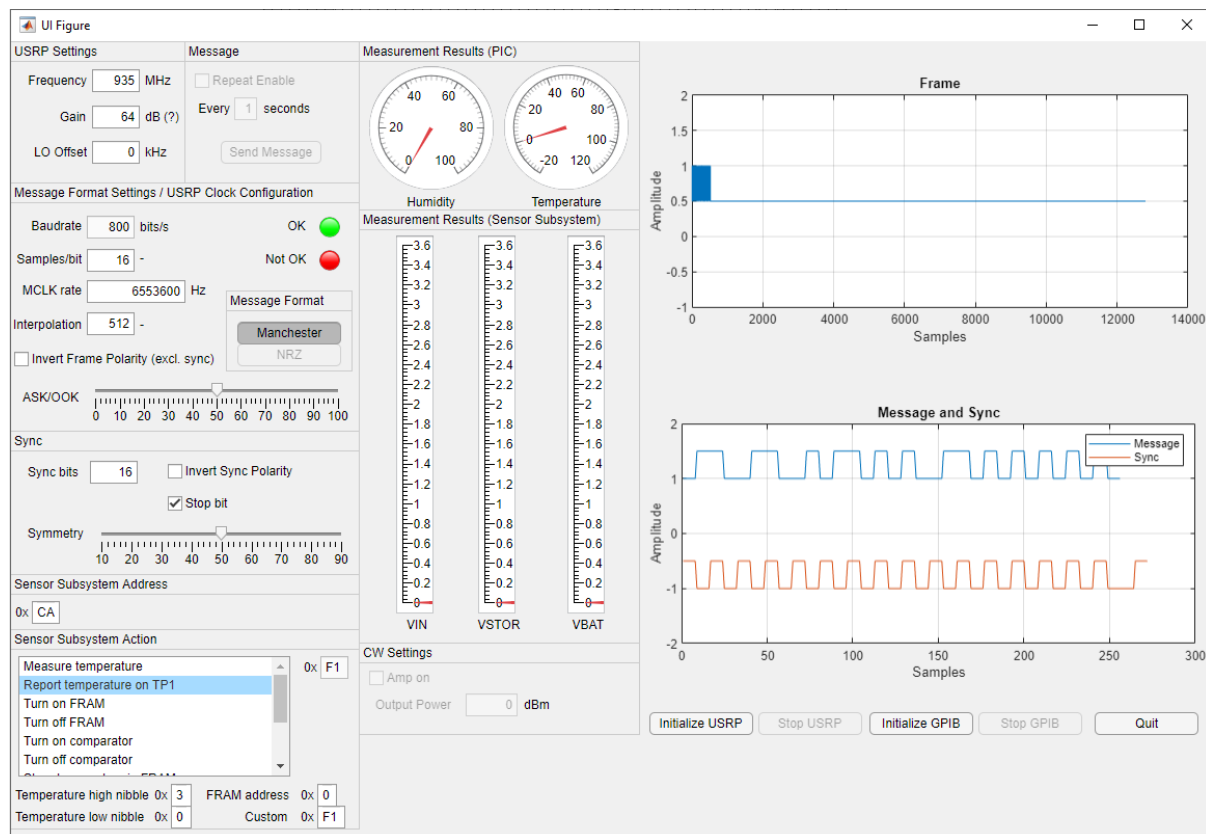 UI Figure
USRP Settings
Frequency 935 MHz
Gain 64 dB (?)
LO Offset 0 kHz
Message
Repeat Enable
Every 1 seconds
Send Message
Message Format Settings / USRP Clock Configuration
Baudrate 800 bits/s
OK
Samples/bit 16 -
Not OK
MCLK rate 6553600 Hz
Interpolation 512 -
Message Format
Manchester
NRZ
Invert Frame Polarity (excl. sync)
ASK/OOK
0 10 20 30 40 50 60 70 80 90 100
Sync
Sync bits 16
Invert Sync Polarity
Stop bit
Symmetry
10 20 30 40 50 60 70 80 90
Sensor Subsystem Address
0x CA
Sensor Subsystem Action
Measure temperature
Report temperature on TP1
Turn on FRAM
Turn off FRAM
Turn on comparator
Turn off comparator
0x F1
Temperature high nibble 0x 3
FRAM address 0x 0
Temperature low nibble 0x 0
Custom 0x F1
Measurement Results (PIC)
0 20 40 60 80 100
Humidity
-20 0 20 40 60 80 100 120
Temperature
Measurement Results (Sensor Subsystem)
3.6 3.6 3.6
3.4 3.4 3.4
3.2 3.2 3.2
3 3 3
2.8 2.8 2.8
2.6 2.6 2.6
2.4 2.4 2.4
2.2 2.2 2.2
2 2 2
1.8 1.8 1.8
1.6 1.6 1.6
1.4 1.4 1.4
1.2 1.2 1.2
1 1 1
0.8 0.8 0.8
0.6 0.6 0.6
0.4 0.4 0.4
0.2 0.2 0.2
0 0 0
VIN VSTOR VBAT
CW Settings
Amp on
Output Power 0 dBm
Frame
Amplitude
2
1.5
1
0.5
0
-0.5
-1
0 2000 4000 6000 8000 10000 12000 14000
Samples
Message and Sync
Message
Sync
Amplitude
2
1
0
-1
-2
0 50 100 150 200 250 300
Samples
Initialize USRP
Stop USRP
Initialize GPIB
Stop GPIB
Quit